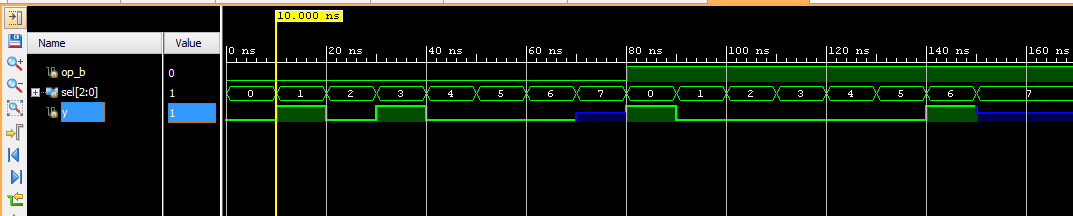 10.000 ns
Name Value
0 ns 20 ns 40 ns 60 ns 80 ns 100 ns 120 ns 140 ns 160 ns
op_b 0
sel[2:0] 1 0 1 2 3 4 5 6 7 0 1 2 3 4 5 6 7
y 1